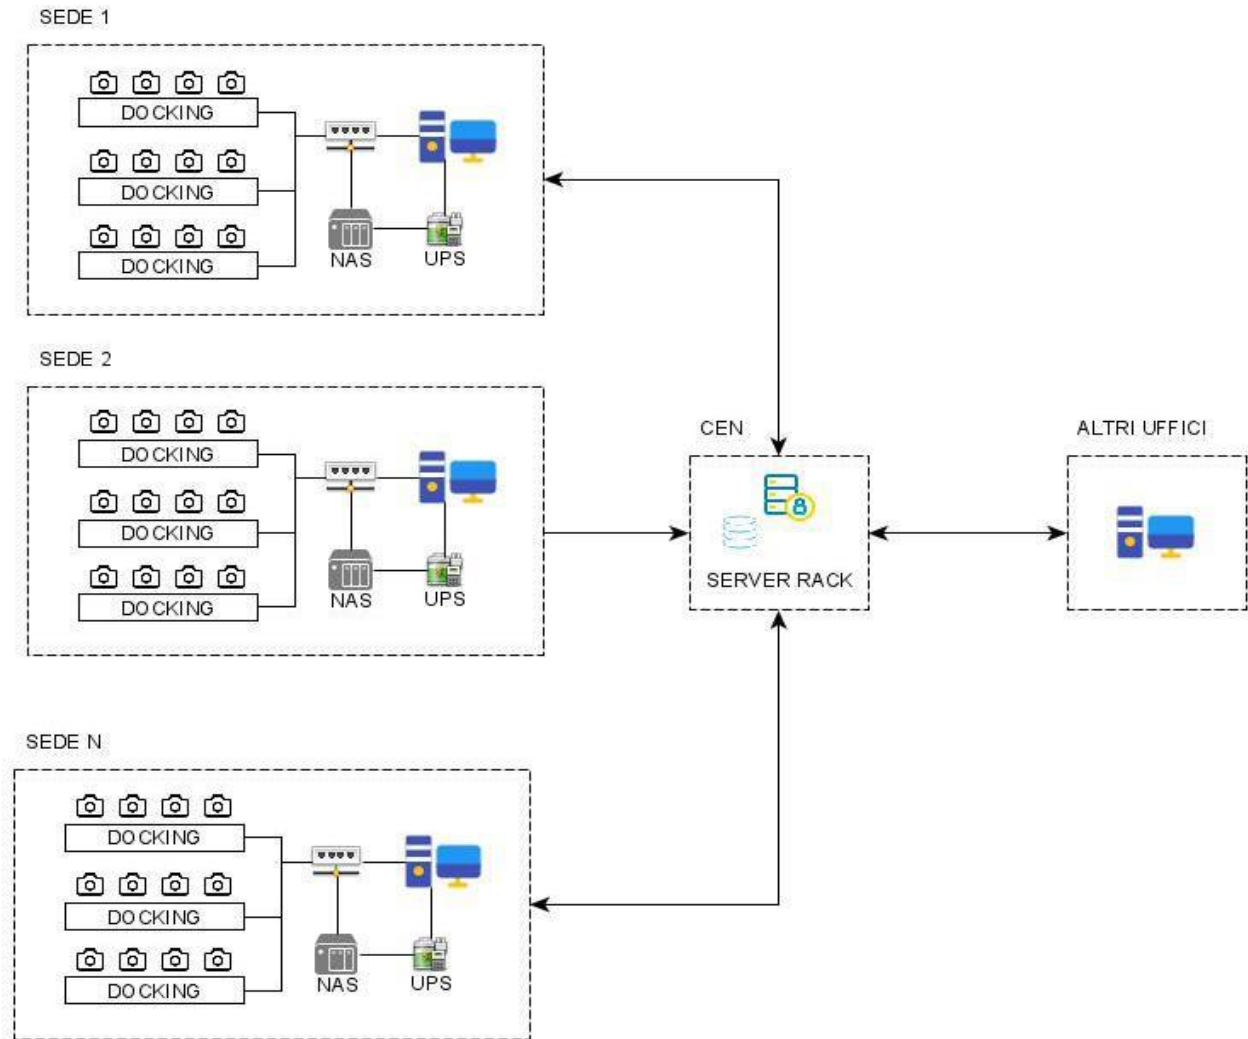 SEDE 1
DOCKING
DOCKING
DOCKING
NAS
UPS
SEDE 2
DOCKING
DOCKING
DOCKING
NAS
UPS
CEN
SERVER RACK
ALTRI UFFICI
SEDE N
DOCKING
DOCKING
DOCKING
NAS
UPS